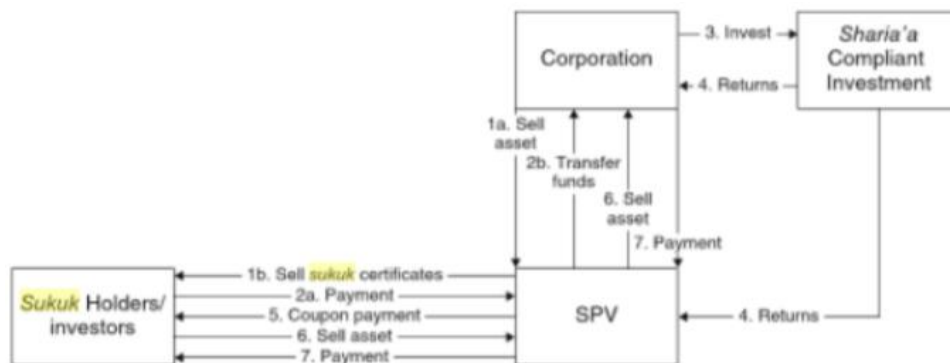 Corporation
3. Invest
4. Returns
Sharia'a
Compliant
Investment
1a. Sell
asset
2b. Transfer
funds
6. Sell
asset
7. Payment
4. Returns
Sukuk Holders/
investors
1b. Sell sukuk certificates
2a. Payment
5. Coupon payment
6. Sell asset
7. Payment
SPV